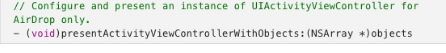 // Configure and present an instance of UIActivityViewController for
AirDrop only.
- (void)presentActivityViewControllerWithObjects:(NSArray *)objects